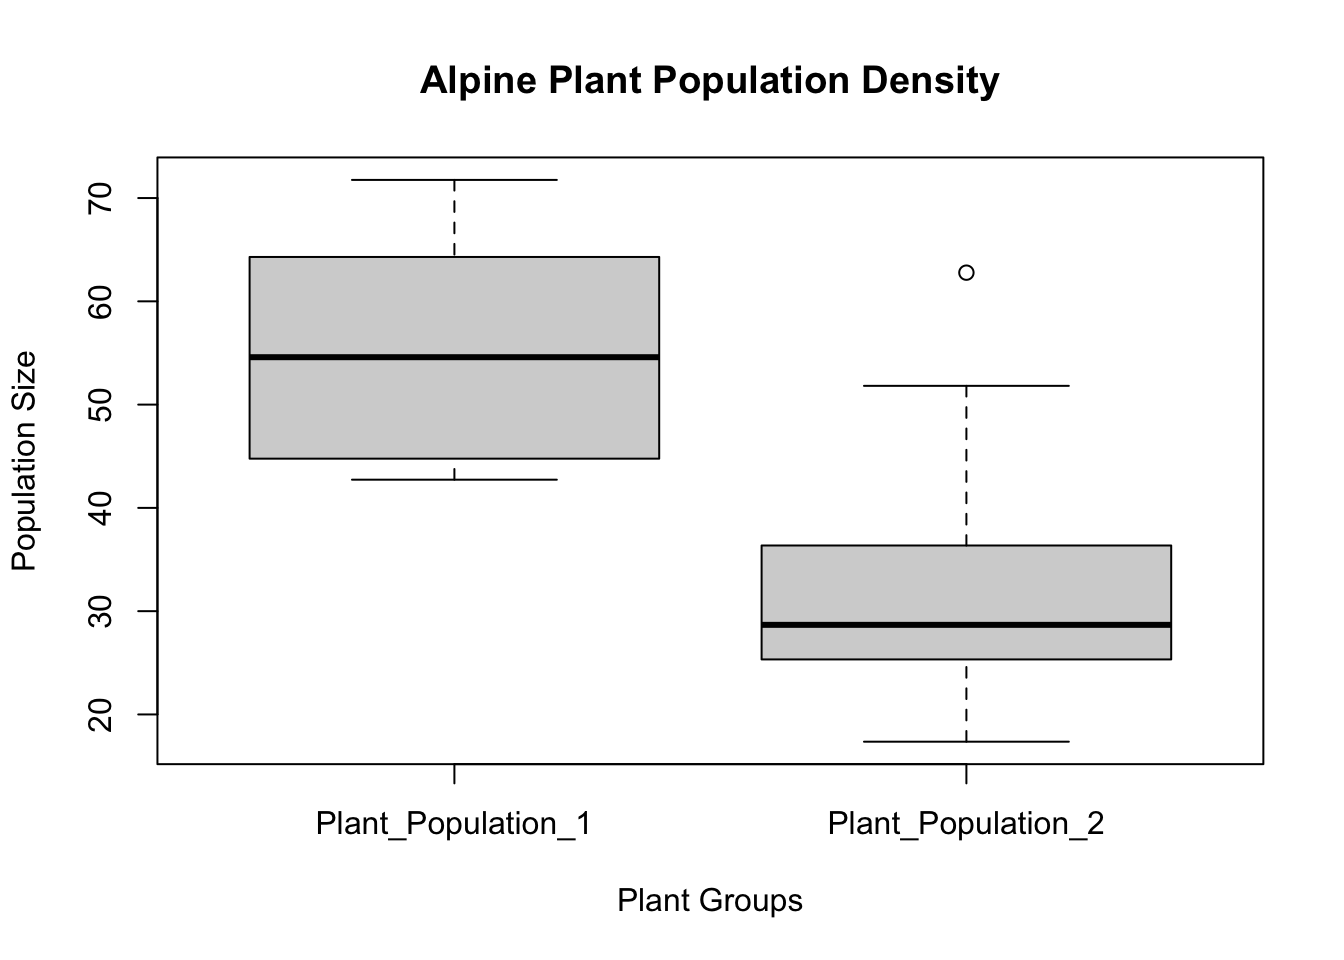 Alpine Plant Population Density
Population Size
70
60
50
40
30
20
Plant_Population_1
Plant_Population_2
Plant Groups